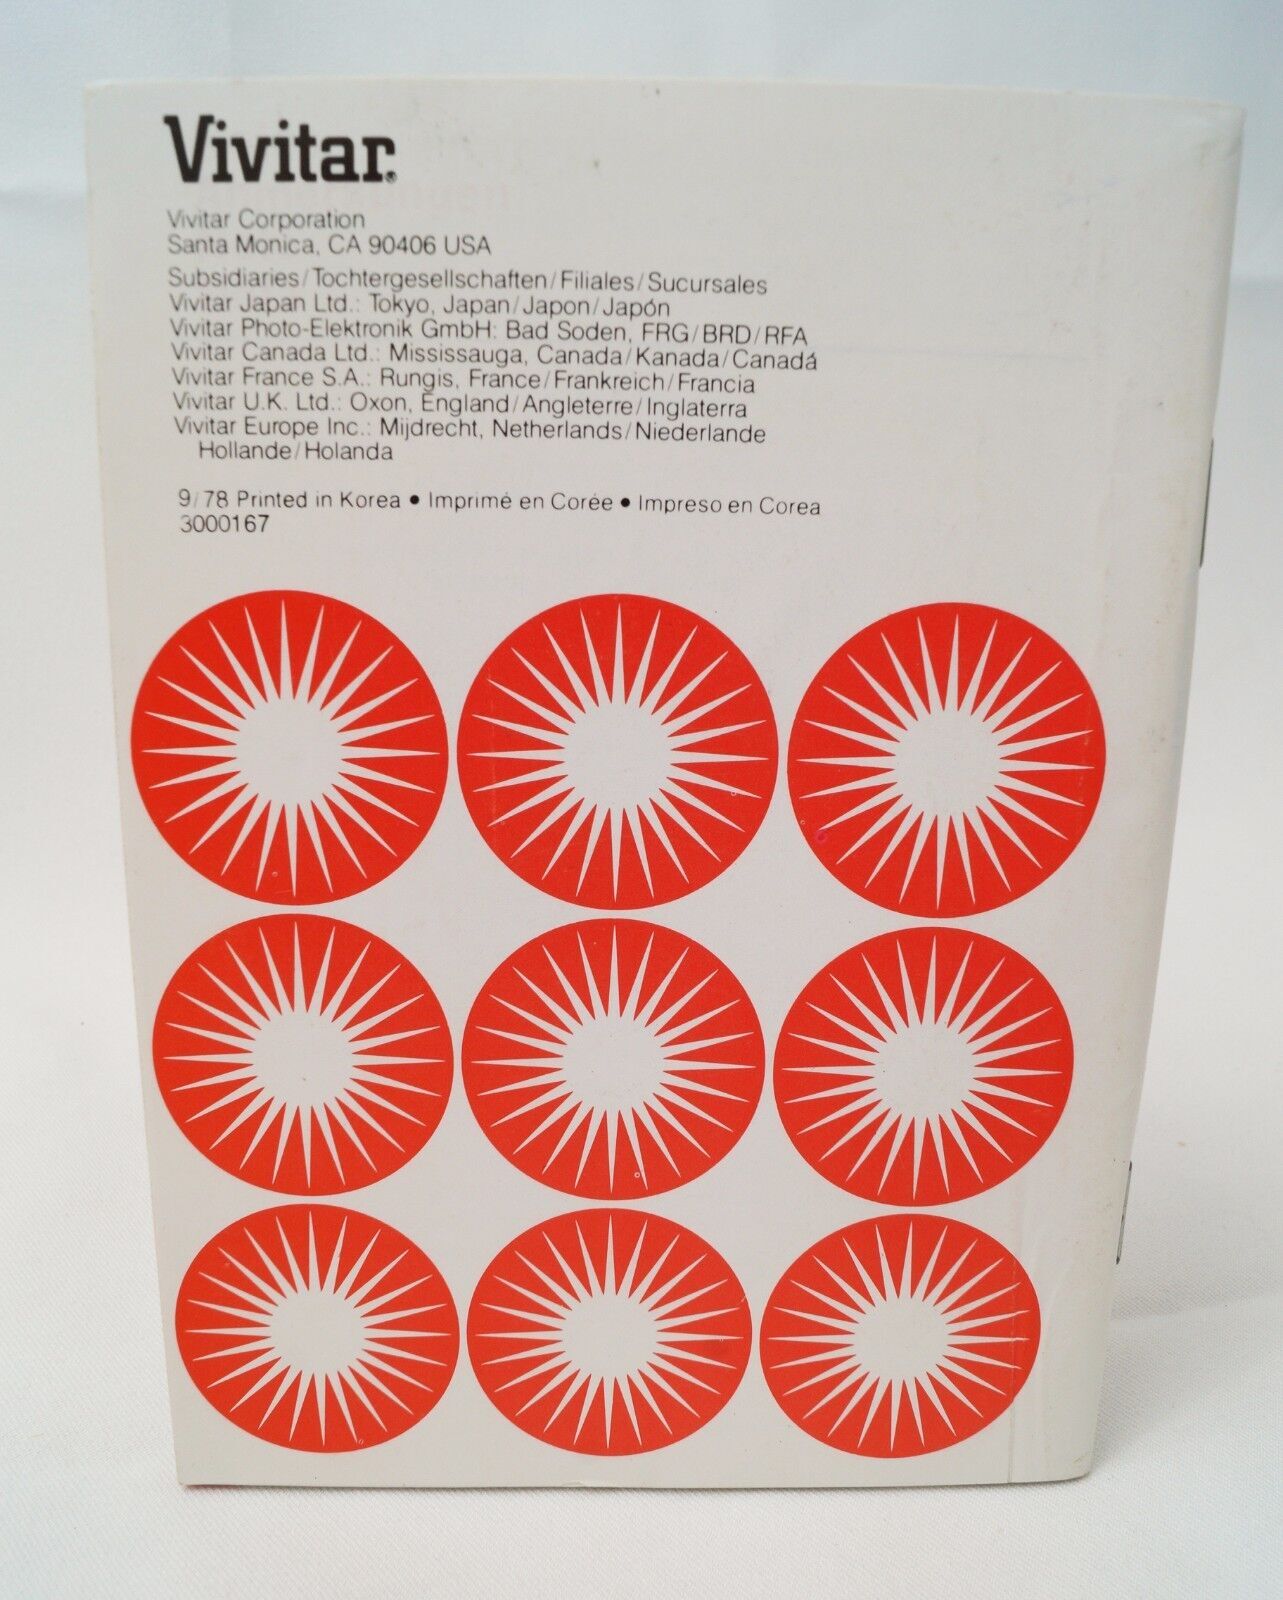 Vivitar®
Vivitar Corporation
Santa Monica, CA 90406 USA
Subsidiaries/Tochtergesellschaften/Filiales/Sucursales
Vivitar Japan Ltd.: Tokyo, Japan/Japon/Japón
Vivitar Photo-Elektronik GmbH: Bad Soden, FRG/BRD/RFA
Vivitar Canada Ltd.: Mississauga, Canada/Kanada/Canadá
Vivitar France S.A.: Rungis, France/Frankreich/Francia
Vivitar U.K. Ltd.: Oxon, England/Angleterre/Inglaterra
Vivitar Europe Inc.: Mijdrecht, Netherlands/Niederlande
Hollande/Holanda
9/78 Printed in Korea • Imprimé en Corée • Impreso en Corea
3000167